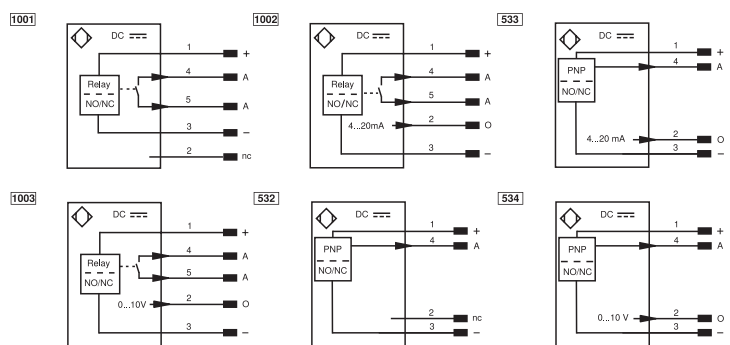 1001
DC
1 +
Relay
NO/NC
4 A
5 A
3 –
2 nc
1002
DC
1 +
Relay
NO/NC
4 A
5 A
4...20mA 2 O
3 –
533
DC
1 +
PNP
NO/NC
4 A
4...20 mA 2 O
3 –
1003
DC
1 +
Relay
NO/NC
4 A
5 A
0...10V 2 O
3 –
532
DC
1 +
PNP
NO/NC
4 A
2 nc
3 –
534
DC
1 +
PNP
NO/NC
4 A
0...10 V 2 O
3 –